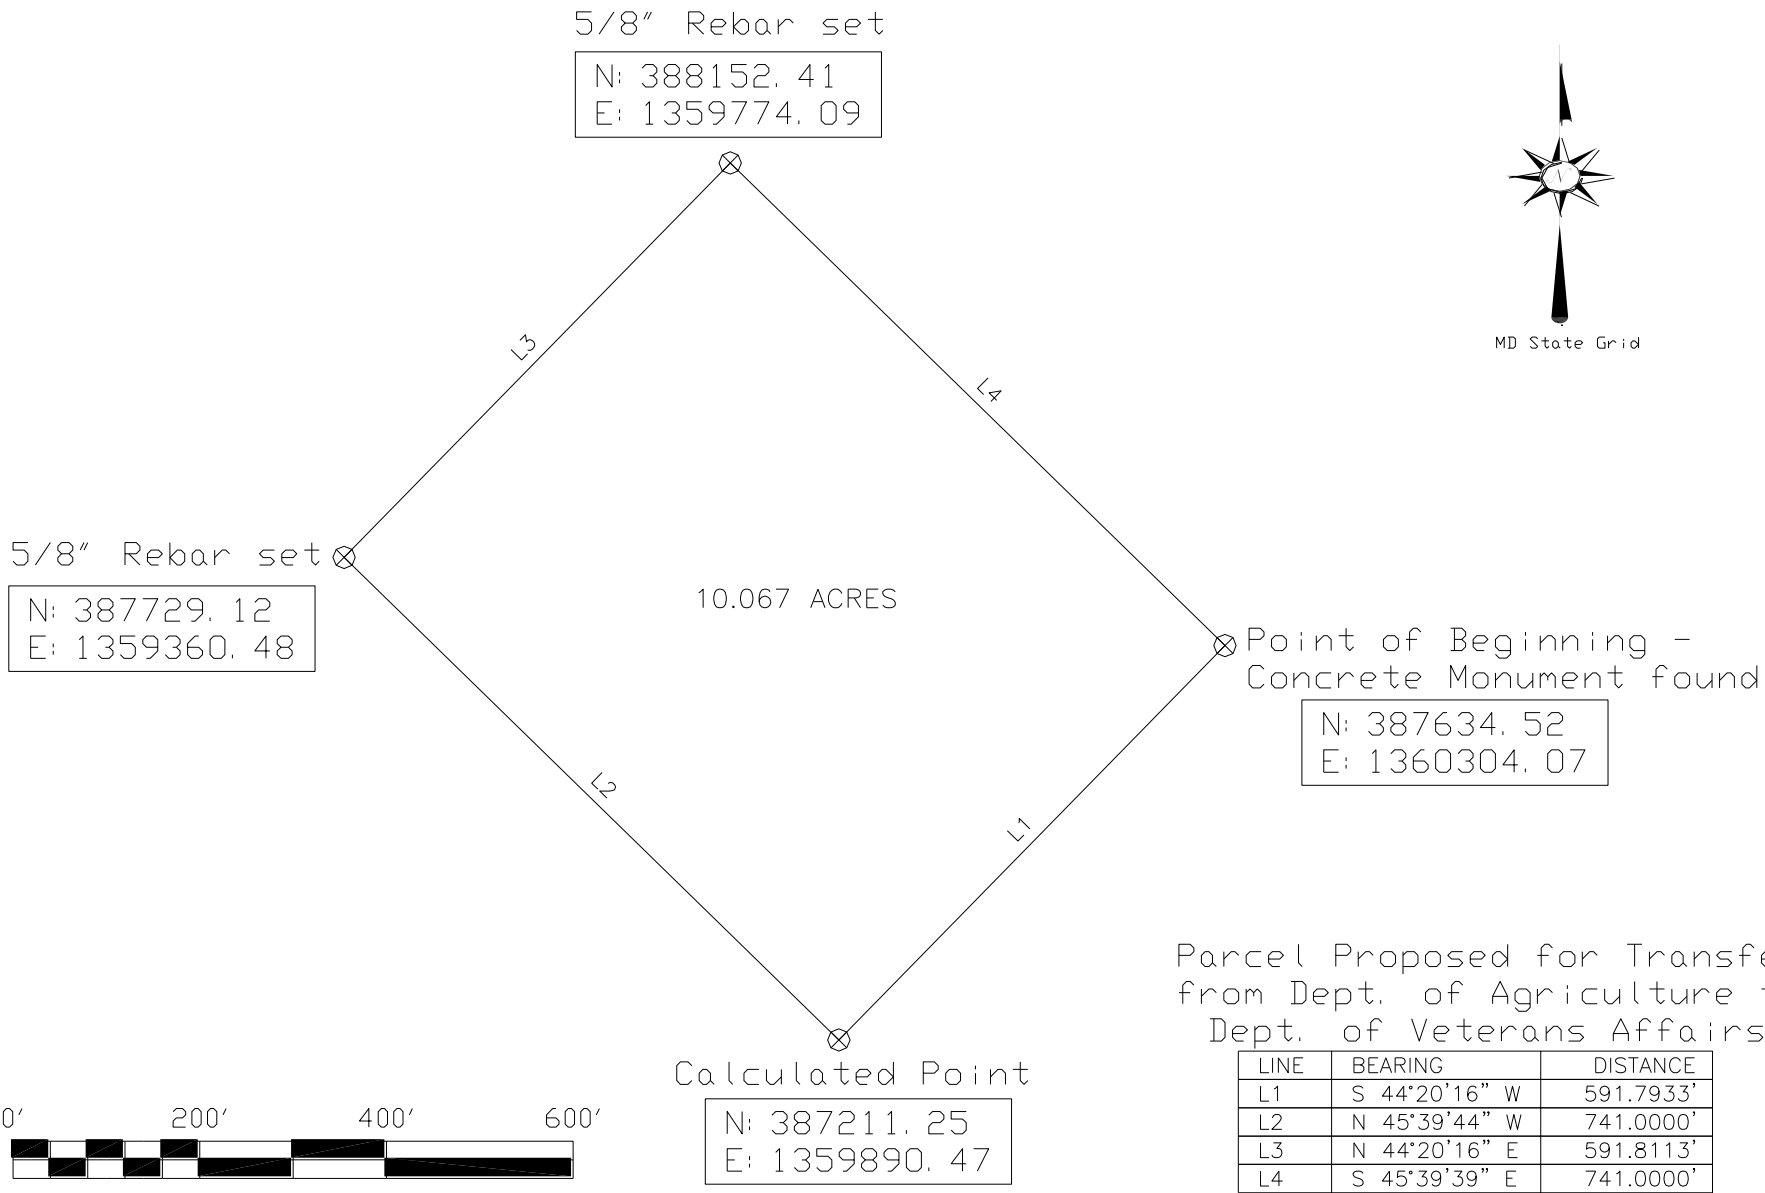 5/8" Rebar set
N: 388152.41
E: 1359774.09
N
MD State Grid
L3
L4
5/8" Rebar set
N: 387729.12
E: 1359360.48
10.067 ACRES
Point of Beginning -
Concrete Monument found
N: 387634.52
E: 1360304.07
L2
L1
Calculated Point
N: 387211.25
E: 1359890.47
0' 200' 400' 600'
Parcel Proposed for Transfe
from Dept. of Agriculture
Dept. of Veterans Affairs
LINE BEARING DISTANCE
L1 S 44°20'16" W 591.7933'
L2 N 45°39'44" W 741.0000'
L3 N 44°20'16" E 591.8113'
L4 S 45°39'39" E 741.0000'